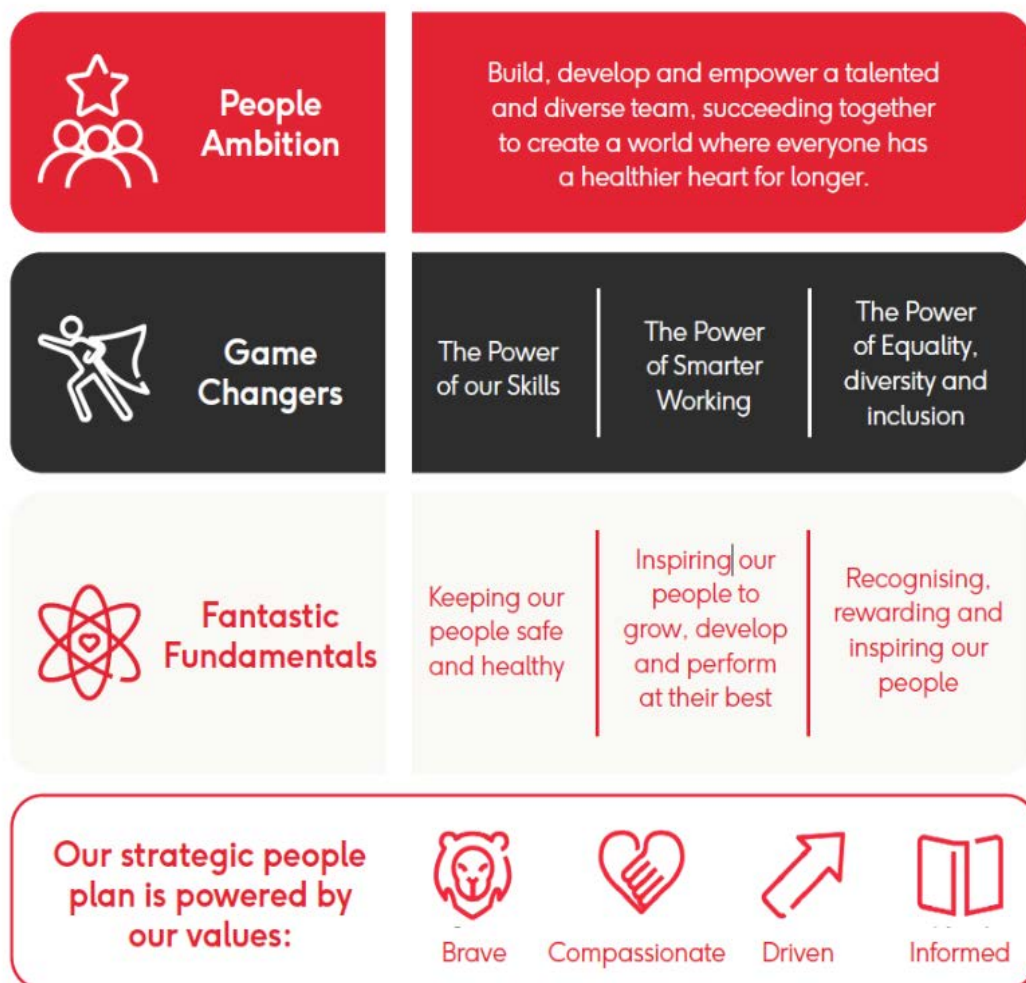 People
Ambition
Build, develop and empower a talented
and diverse team, succeeding together
to create a world where everyone has
a healthier heart for longer.
Game
Changers
The Power
of our Skills
The Power
of Smarter
Working
The Power
of Equality,
diversity and
inclusion
Fantastic
Fundamentals
Keeping our
people safe
and healthy
Inspiring our
people to
grow, develop
and perform
at their best
Recognising,
rewarding and
inspiring our
people
Our strategic people
plan is powered by
our values:
Brave
Compassionate
Driven
Informed